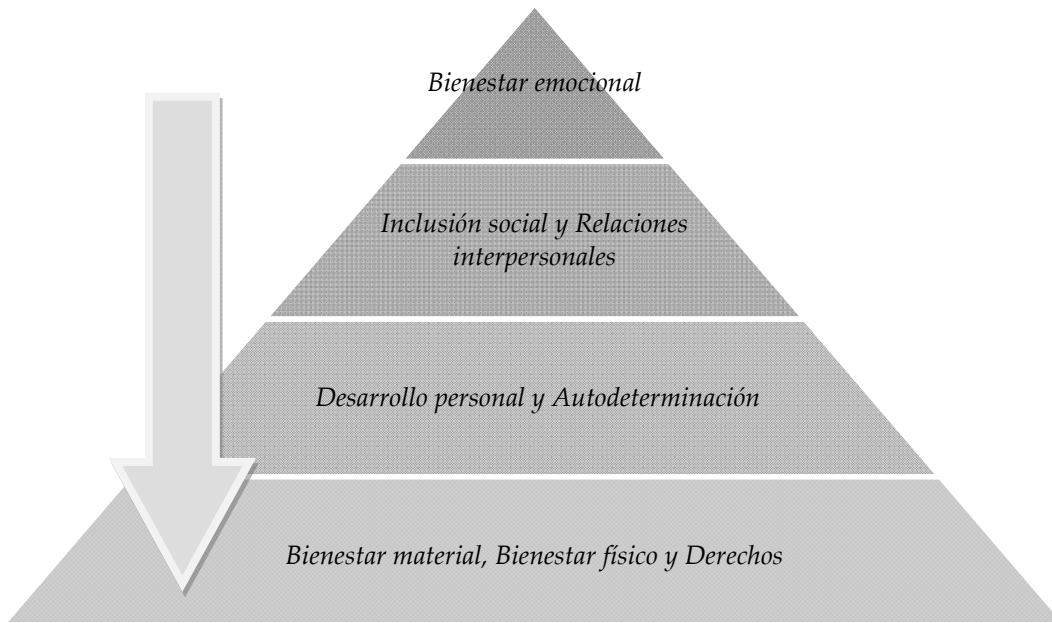 Bienestar emocional
Inclusión social y Relaciones
interpersonales
Desarrollo personal y Autodeterminación
Bienestar material, Bienestar físico y Derechos